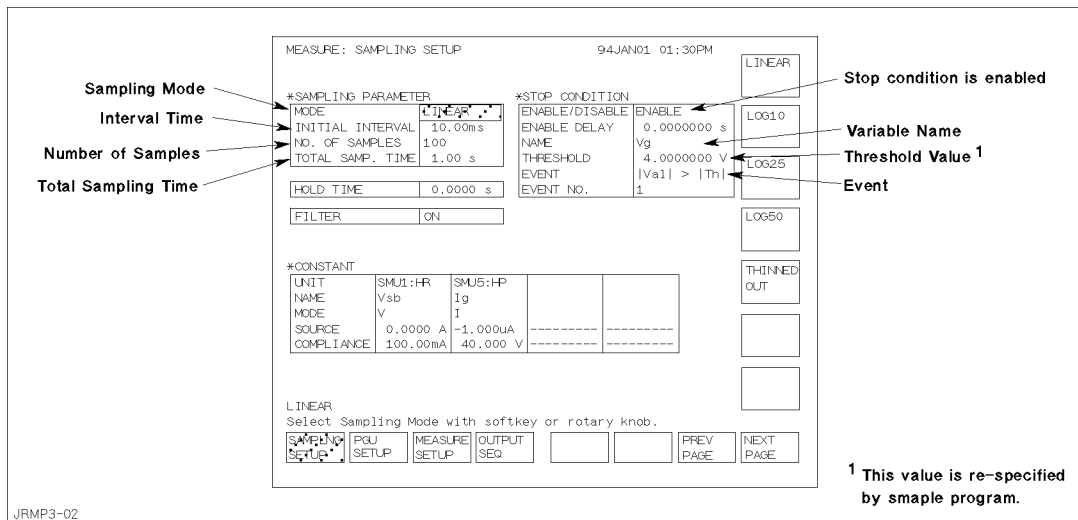 MEASURE: SAMPLING SETUP 94JAN01 01:30PM
Sampling Mode
Interval Time
Number of Samples
Total Sampling Time
*SAMPLING PARAMETER
MODE LINEAR
INITIAL INTERVAL 10.00ms
NO. OF SAMPLES 100
TOTAL SAMP. TIME 1.00 s
HOLD TIME 0.0000 s
FILTER ON
*STOP CONDITION
ENABLE/DISABLE ENABLE
ENABLE DELAY 0.0000000 s
NAME Vg
THRESHOLD 4.0000000 V
EVENT |Val| > |Th|
EVENT NO. 1
Stop condition is enabled
Variable Name
Threshold Value 1
Event
LINEAR
LOG10
LOG25
LOG50
THINNED
OUT
*CONSTANT
UNIT SMU1:HR SMU5:HP
NAME Vsb Ig
MODE V I
SOURCE 0.0000 A -1.000uA --------- ---------
COMPLIANCE 100.00mA 40.000 V --------- ---------
LINEAR
Select Sampling Mode with softkey or rotary knob.
SAMPLING SETUP
PGU SETUP
MEASURE SETUP
OUTPUT SEQ
PREV PAGE
NEXT PAGE
1 This value is re-specified
by smaple program.
JRMP3-02